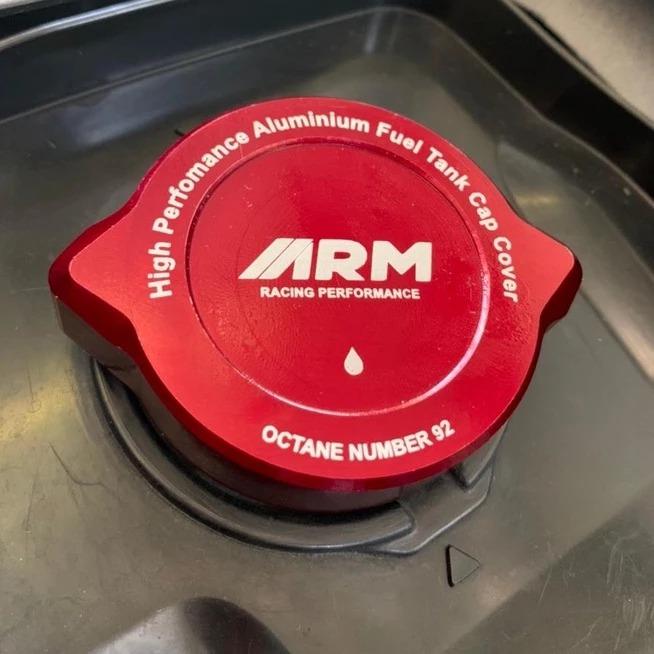 High Perfomance Aluminium Fuel Tank Cap Cover
ARM
RACING PERFORMANCE
OCTANE NUMBER 92